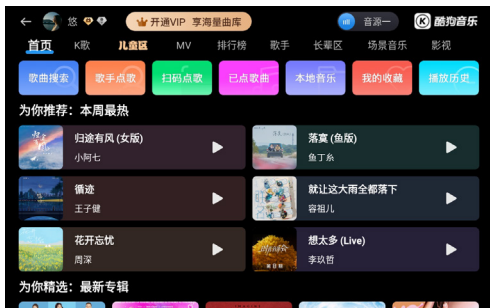 悠 开通VIP 享海量曲库 音源一 酷狗音乐
首页 K歌 儿童区 MV 排行榜 歌手 长辈区 场景音乐 影视
歌曲搜索 歌手点歌 扫码点歌 已点歌曲 本地音乐 我的收藏 播放历史
为你推荐：本周最热
归途有风 (女版)
小阿七
落寞 (鱼版)
鱼丁糸
循迹
王子健
就让这大雨全都落下
容祖儿
花开忘忧
周深
想太多 (Live)
李玖哲
为你精选：最新专辑